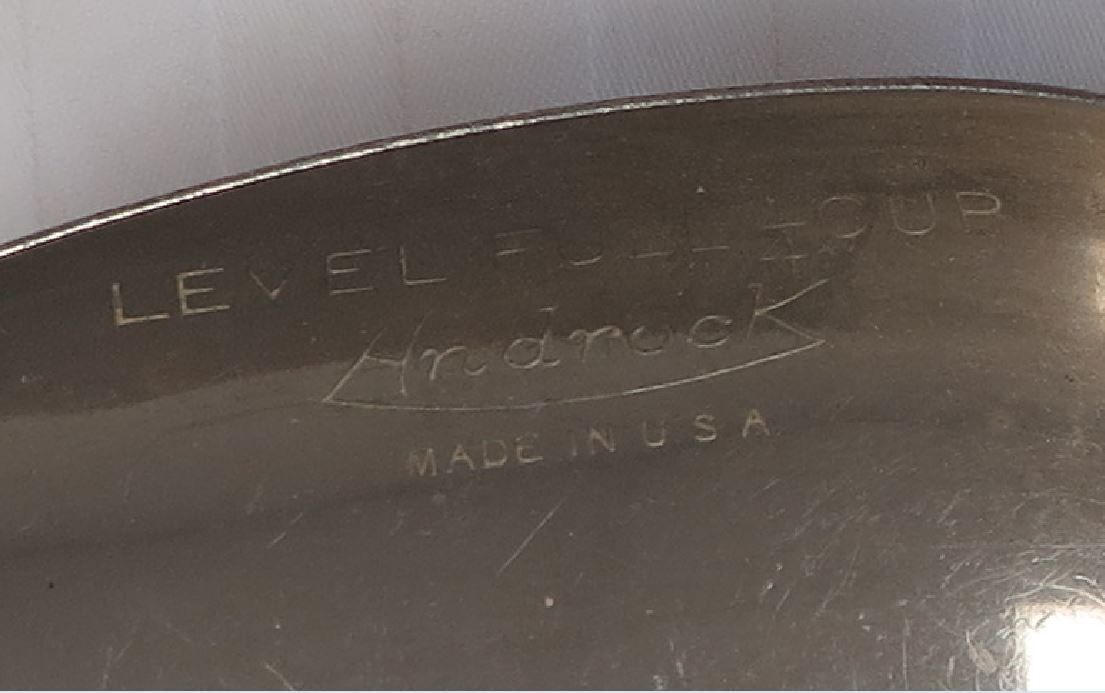 LEVEL FULL CUP
Androck
MADE IN U S A